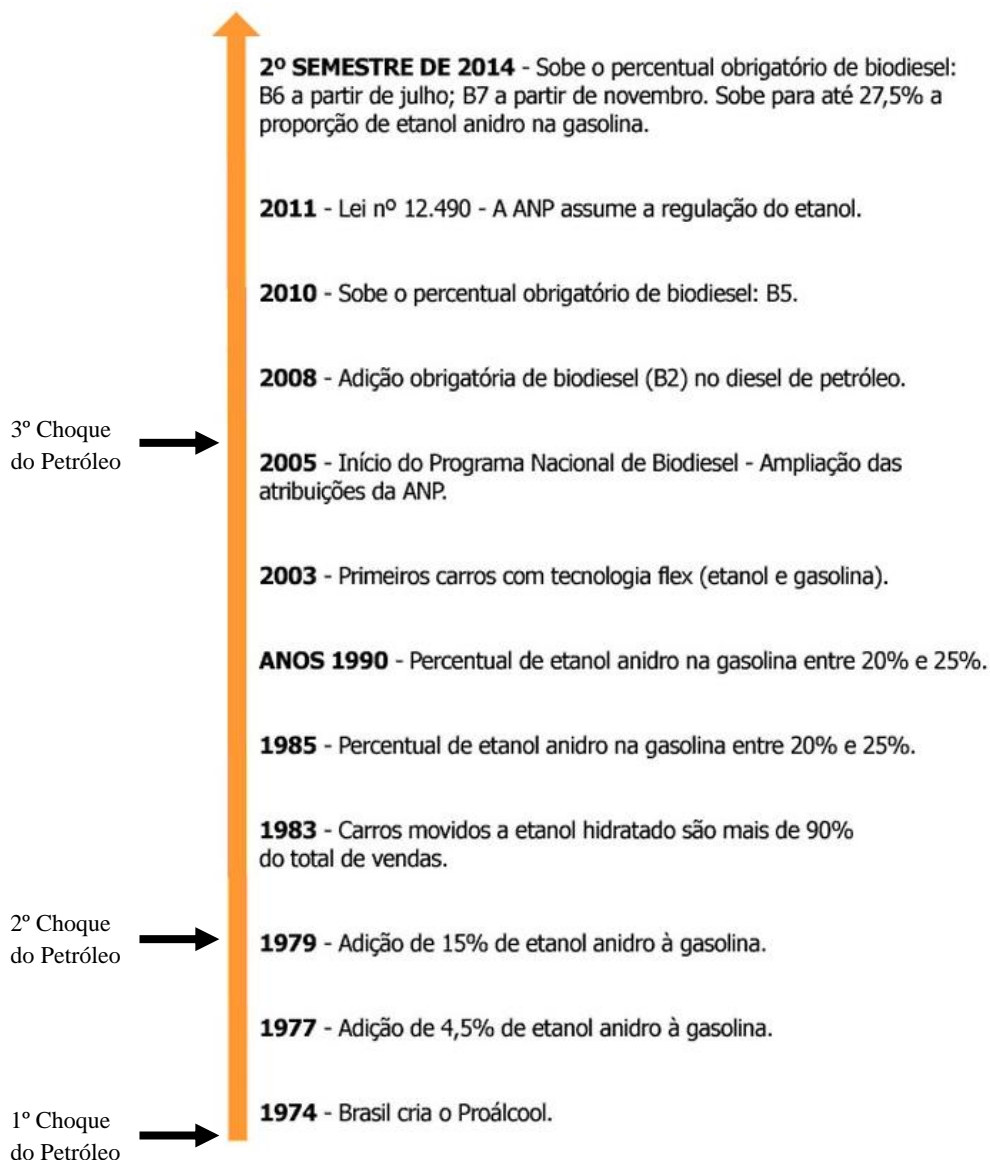 2º SEMESTRE DE 2014 - Sobe o percentual obrigatório de biodiesel:
B6 a partir de julho; B7 a partir de novembro. Sobe para até 27,5% a
proporção de etanol anidro na gasolina.
2011 - Lei nº 12.490 - A ANP assume a regulação do etanol.
2010 - Sobe o percentual obrigatório de biodiesel: B5.
2008 - Adição obrigatória de biodiesel (B2) no diesel de petróleo.
3º Choque
do Petróleo
2005 - Início do Programa Nacional de Biodiesel - Ampliação das
atribuições da ANP.
2003 - Primeiros carros com tecnologia flex (etanol e gasolina).
ANOS 1990 - Percentual de etanol anidro na gasolina entre 20% e 25%.
1985 - Percentual de etanol anidro na gasolina entre 20% e 25%.
1983 - Carros movidos a etanol hidratado são mais de 90%
do total de vendas.
2º Choque
do Petróleo
1979 - Adição de 15% de etanol anidro à gasolina.
1977 - Adição de 4,5% de etanol anidro à gasolina.
1974 - Brasil cria o Proálcool.
1º Choque
do Petróleo